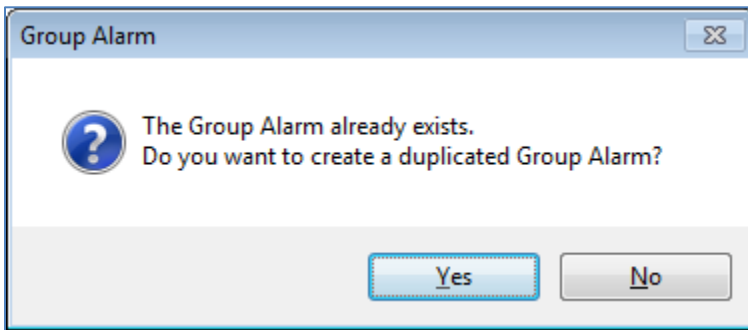 Group Alarm
The Group Alarm already exists.
Do you want to create a duplicated Group Alarm?
Yes
No